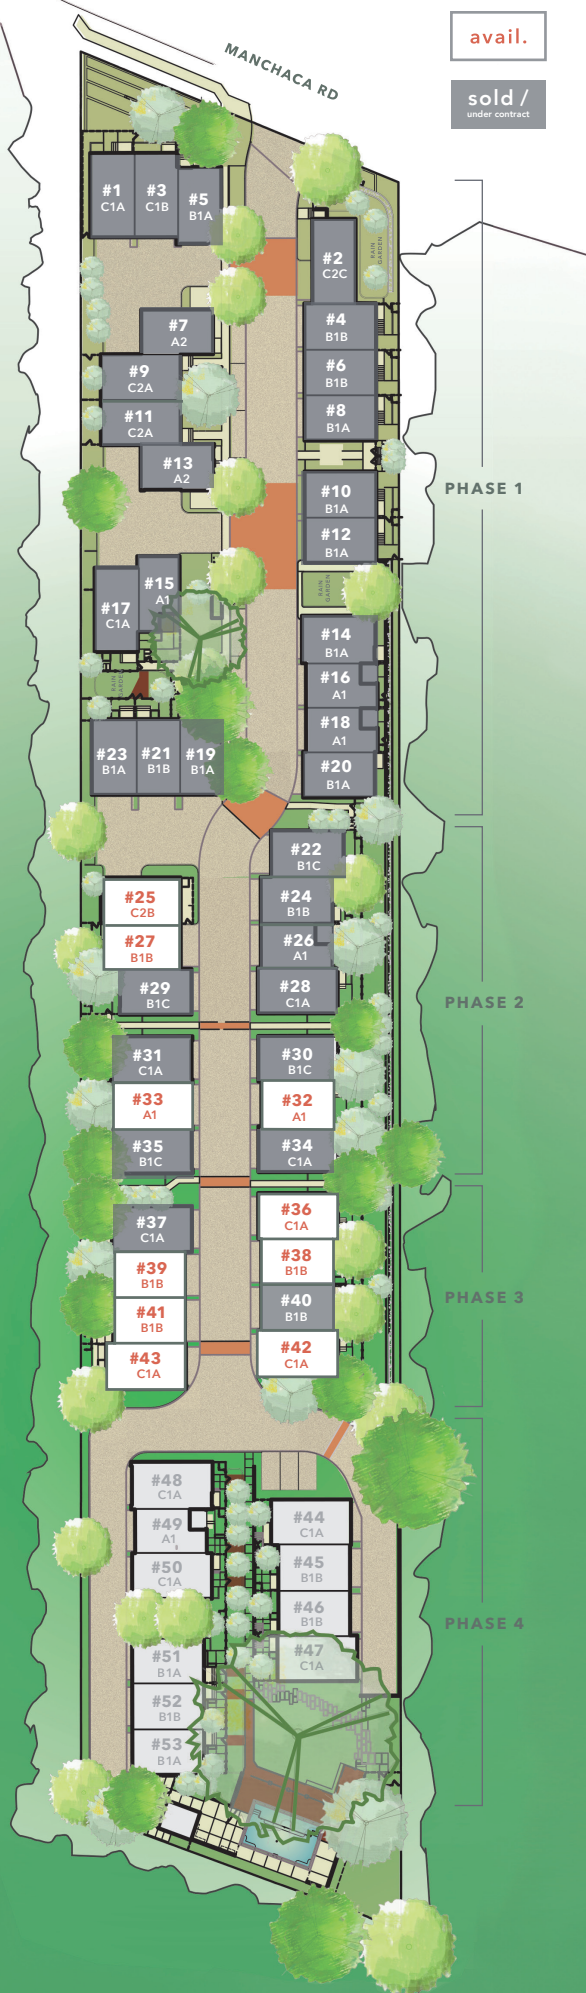 MANCHACA RD
avail.
sold /
under contract
#1
C1A
#3
C1B
#5
B1A
RAIN
GARDEN
#2
C2C
#4
B1B
#6
B1B
#8
B1A
#7
A2
#9
C2A
#11
C2A
#13
A2
PHASE 1
#10
B1A
#12
B1A
RAIN
GARDEN
#15
A1
#17
C1A
RAIN
GARDEN
#14
B1A
#16
A1
#18
A1
#20
B1A
#23
B1A
#21
B1B
#19
B1A
#22
B1C
#24
B1B
#26
A1
#28
C1A
#25
C2B
#27
B1B
#29
B1C
PHASE 2
#31
C1A
#33
A1
#35
B1C
#30
B1C
#32
A1
#34
C1A
#37
C1A
#39
B1B
#41
B1B
#43
C1A
#36
C1A
#38
B1B
#40
B1B
#42
C1A
PHASE 3
#48
C1A
#49
A1
#50
C1A
#51
B1A
#52
B1B
#53
B1A
#44
C1A
#45
B1B
#46
B1B
#47
C1A
PHASE 4